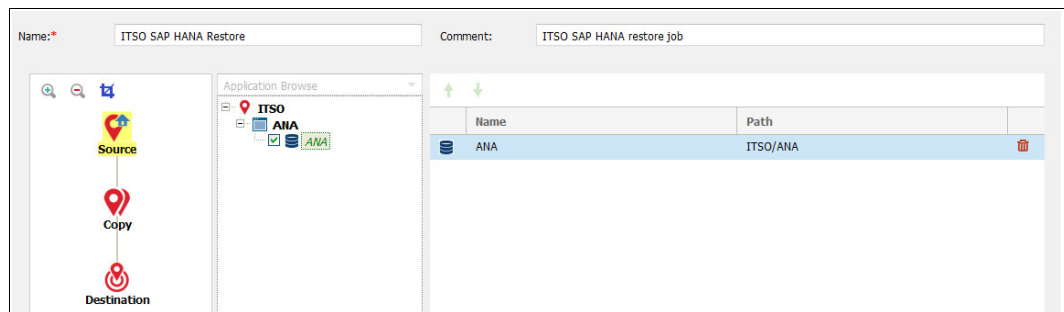 Name:* ITSO SAP HANA Restore Comment: ITSO SAP HANA restore job
Application Browse
ITSO
ANA
ANA
Source
Copy
Destination
Name Path
ANA ITSO/ANA